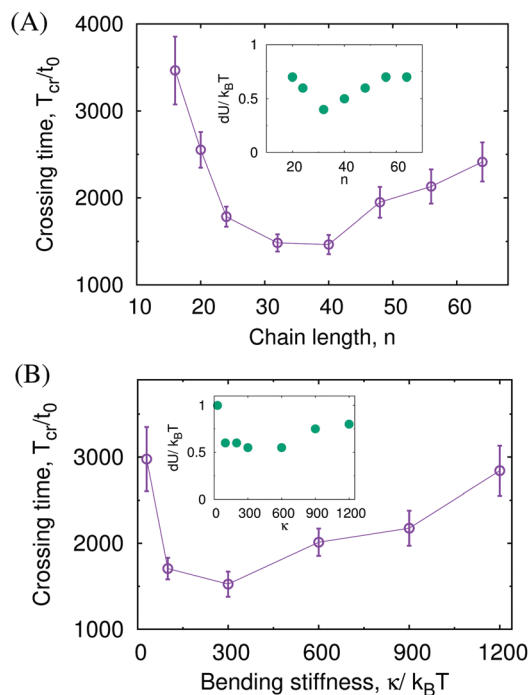 (A)
4000
3000
2000
1000
Crossing time, T_cr/t_0
10 20 30 40 50 60
Chain length, n
1
0.5
0
dU/ k_BT
20 40 60
n
(B)
3000
2000
1000
Crossing time, T_cr/t_0
0 300 600 900 1200
Bending stiffness, κ/ k_BT
1
0.5
0
dU/ k_BT
0 300 600 900 1200
κ